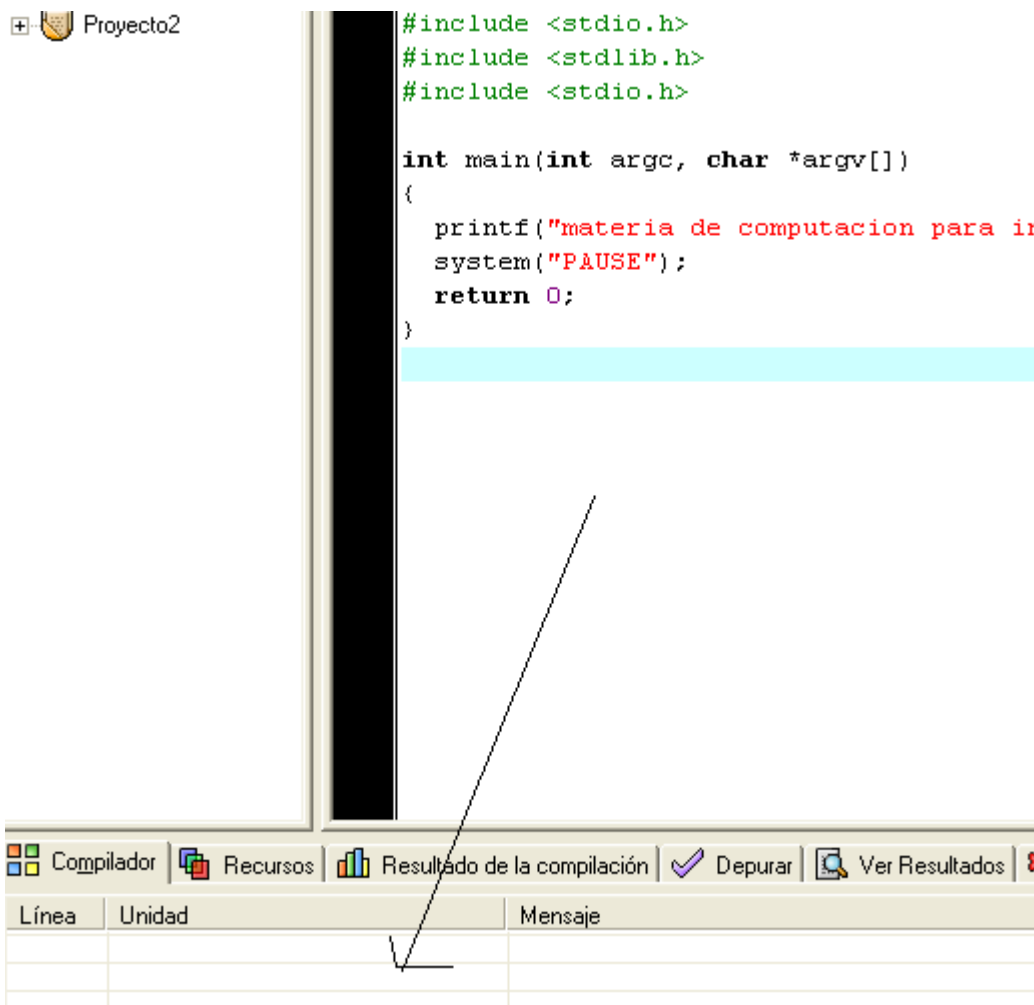 Proyecto2
#include <stdio.h>
#include <stdlib.h>
#include <stdio.h>
int main(int argc, char *argv[])
{
printf("materia de computacion para
system("PAUSE");
return 0;
}
Compilador Recursos Resultado de la compilación Depurar Ver Resultados
Línea Unidad Mensaje